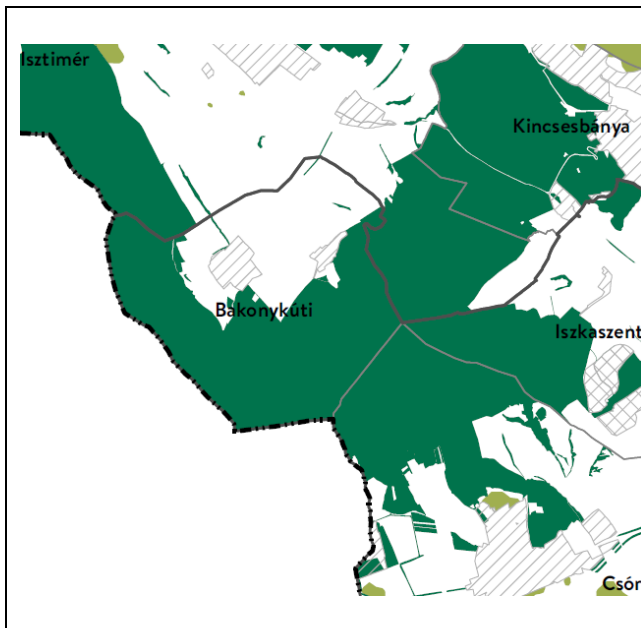 Isztimér
Kincsesbánya
Bakonykúti
Iszkaszent
Csór